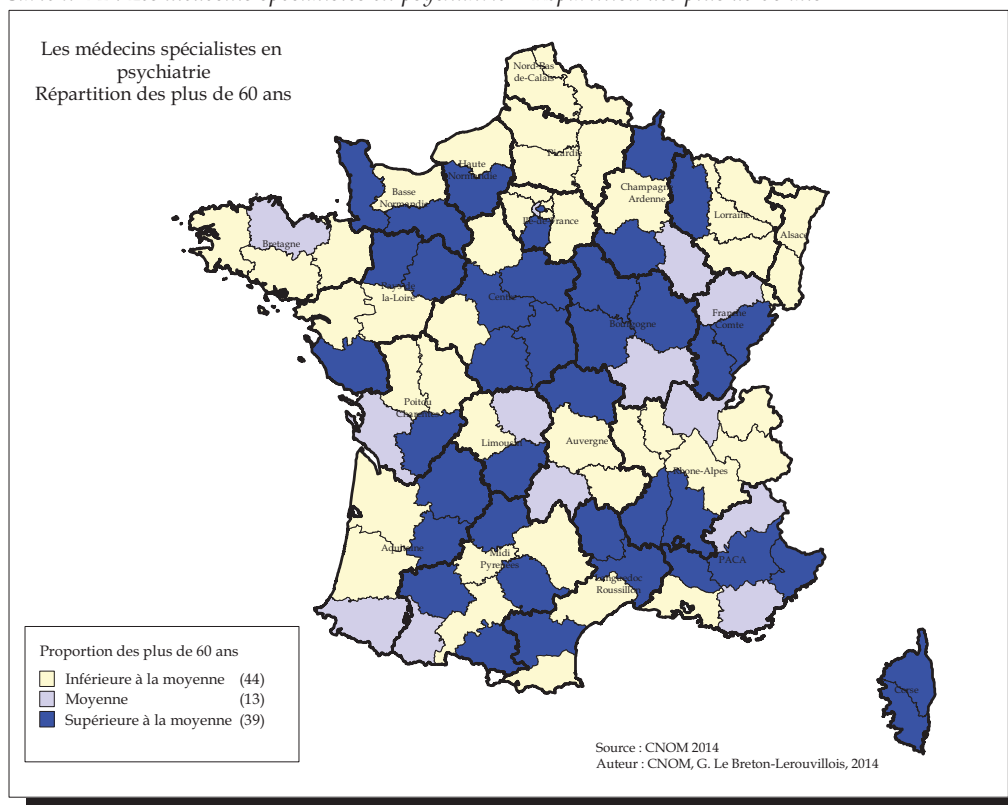 Les médecins spécialistes en
psychiatrie
Répartition des plus de 60 ans
Nord-Pas
de-Calais
Picardie
Haute
Normandie
Basse
Normandie
Champagne
Ardenne
Lorraine
Alsace
Ile-de-France
Bretagne
Pays de
la-Loire
Centre
Bourgogne
Franche
Comte
Poitou
Charentes
Limousin
Auvergne
Rhone-Alpes
Aquitaine
Midi
Pyrenées
Languedoc
Roussillon
PACA
Corse
Proportion des plus de 60 ans
Inférieure à la moyenne (44)
Moyenne (13)
Supérieure à la moyenne (39)
Source : CNOM 2014
Auteur : CNOM, G. Le Breton-Lerouvillois, 2014